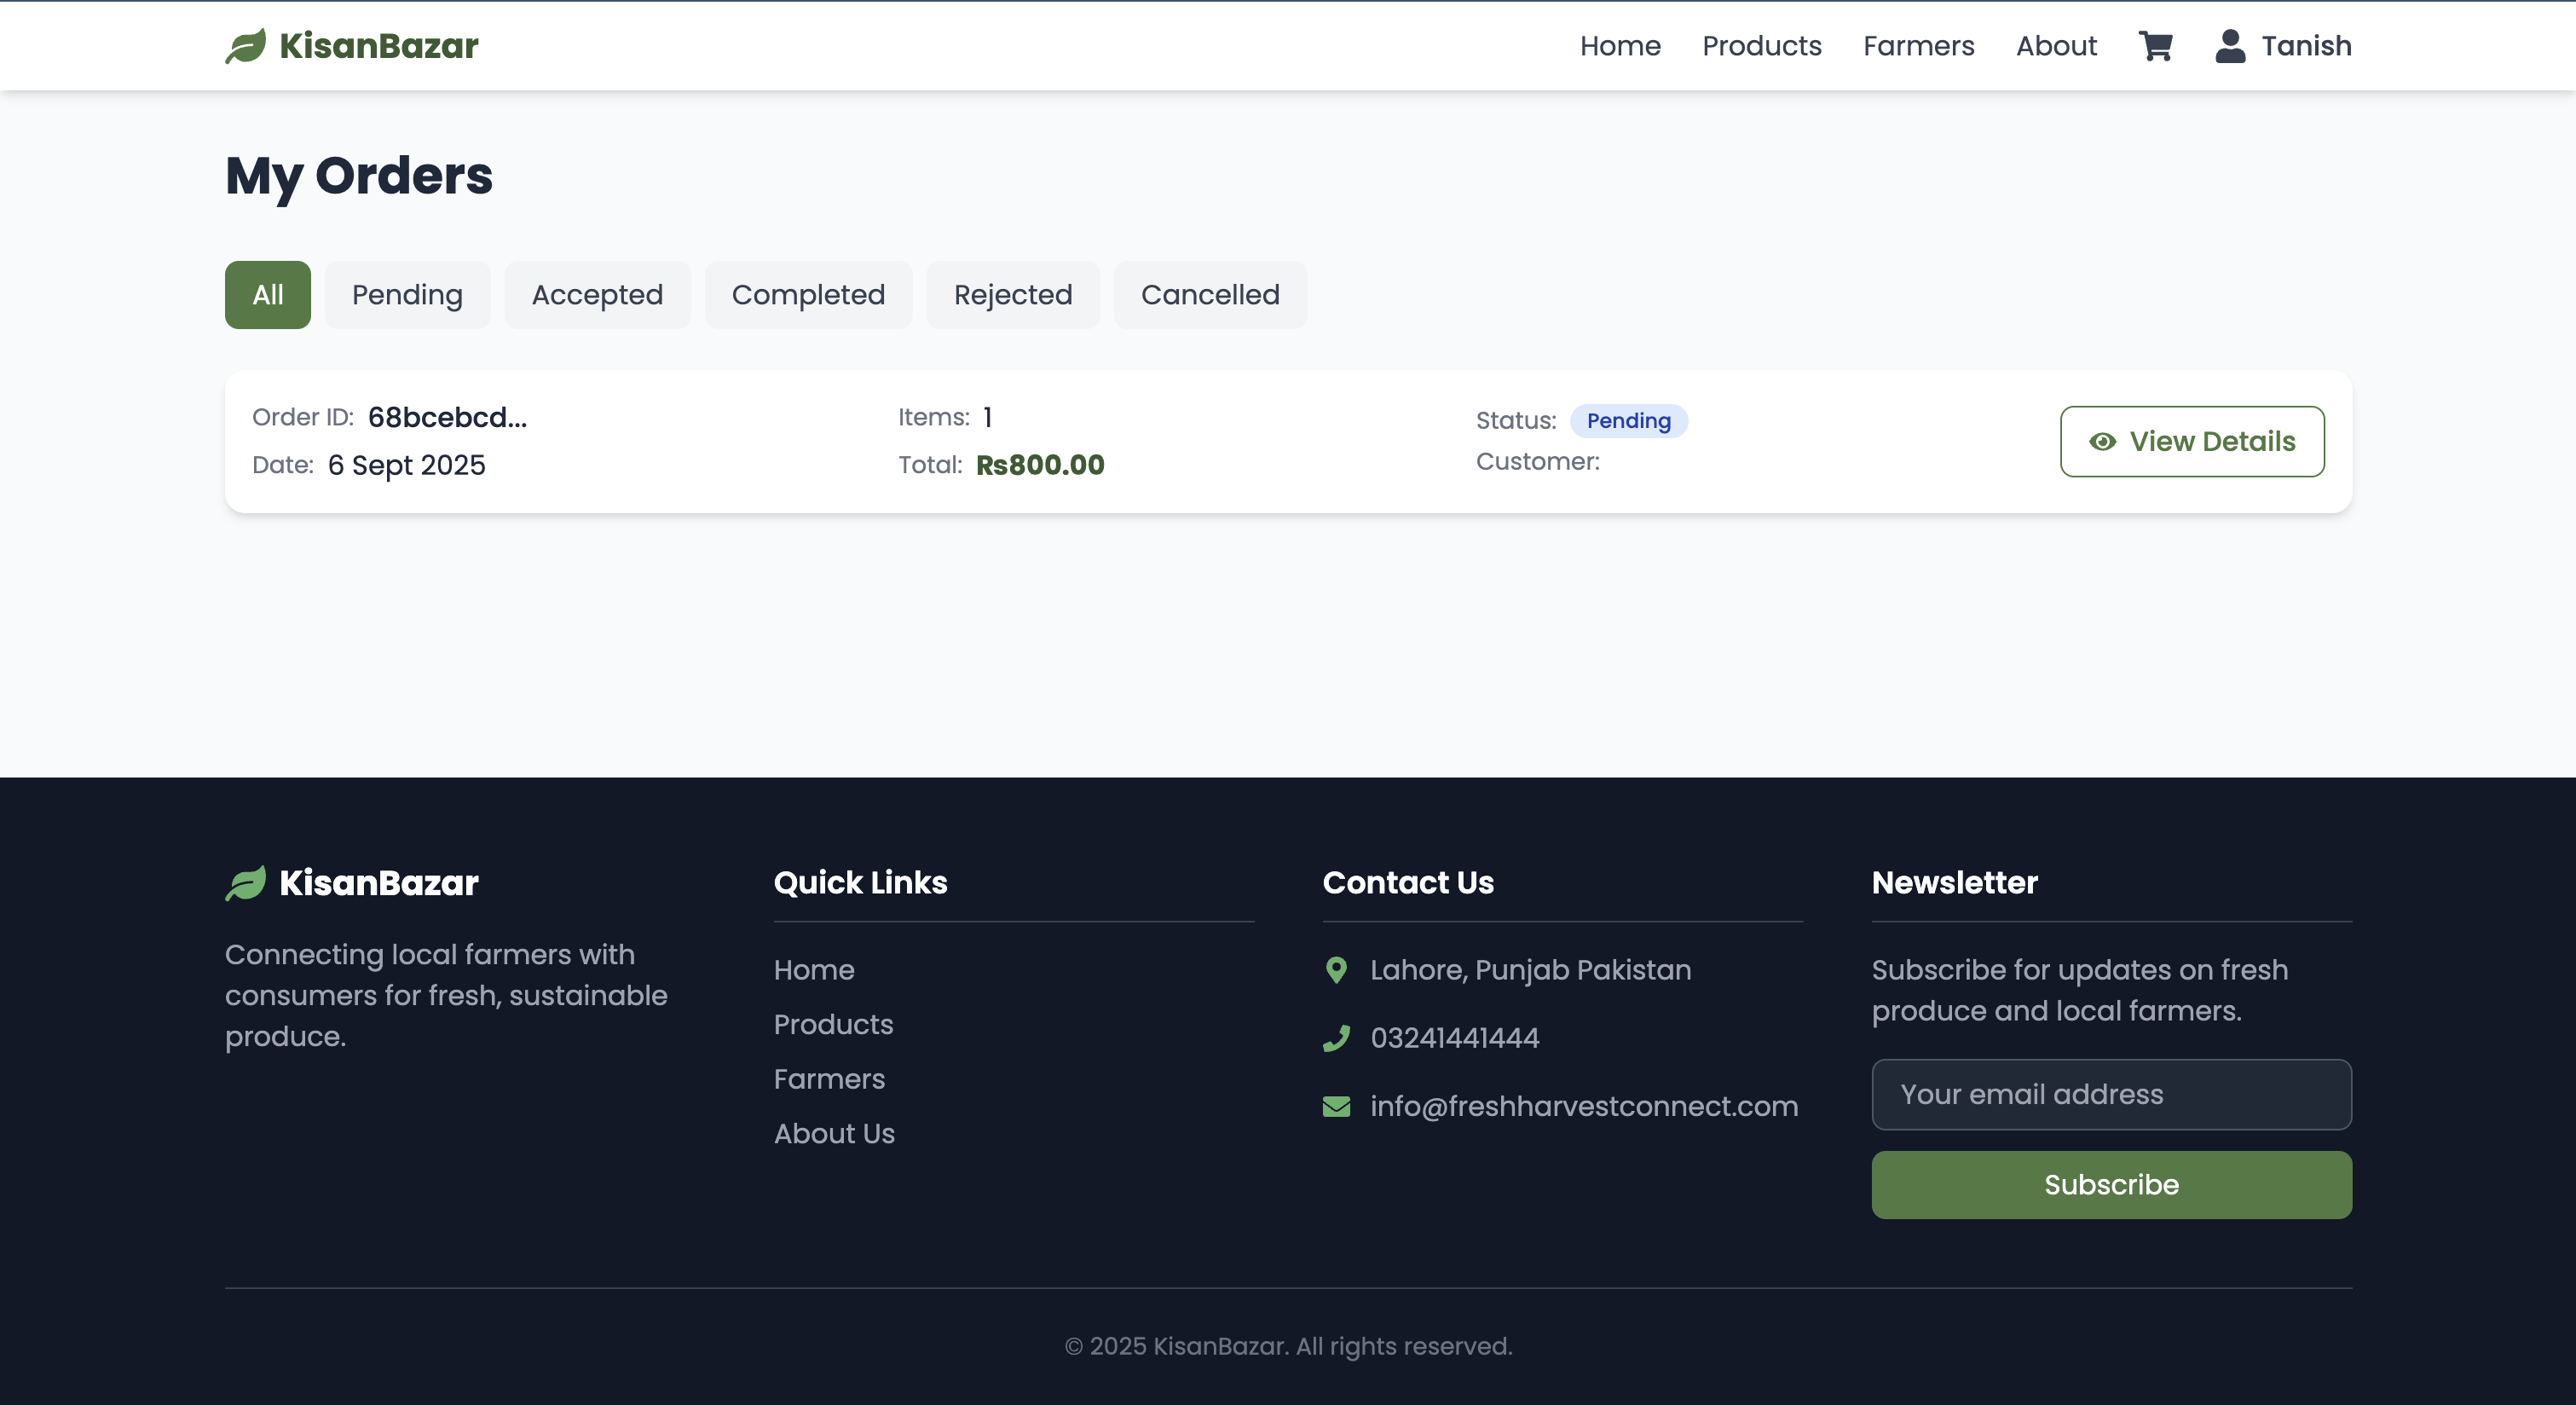 KisanBazar
Home Products Farmers About Tanish
My Orders
All Pending Accepted Completed Rejected Cancelled
Order ID: 68bcebcd...
Date: 6 Sept 2025
Items: 1
Total: Rs800.00
Status: Pending
Customer:
View Details
KisanBazar
Connecting local farmers with
consumers for fresh, sustainable
produce.
Quick Links
Home
Products
Farmers
About Us
Contact Us
Lahore, Punjab Pakistan
03241441444
info@freshharvestconnect.com
Newsletter
Subscribe for updates on fresh
produce and local farmers.
Your email address
Subscribe
© 2025 KisanBazar. All rights reserved.